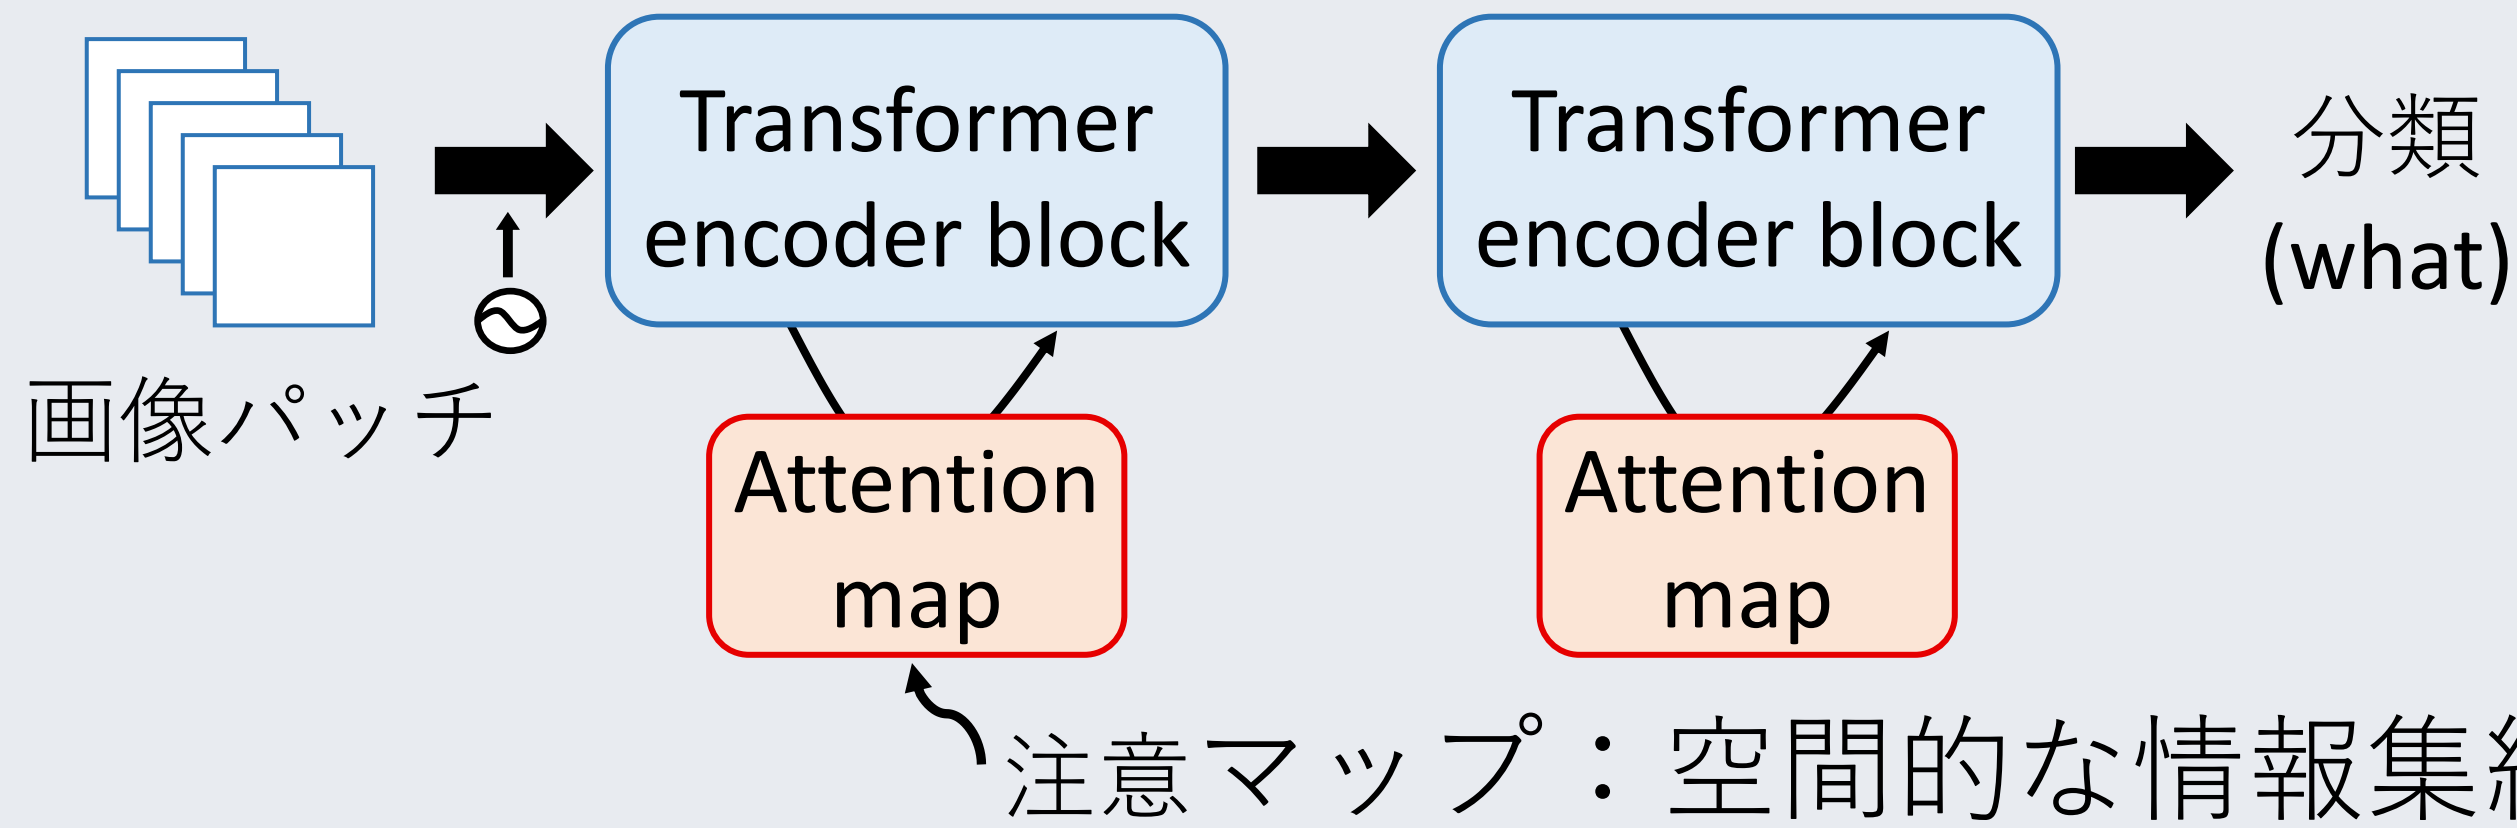 Transformer
encoder block
Transformer
encoder block
分類
(what)
画像パッチ
Attention
map
Attention
map
注意マップ：空間的な情報集